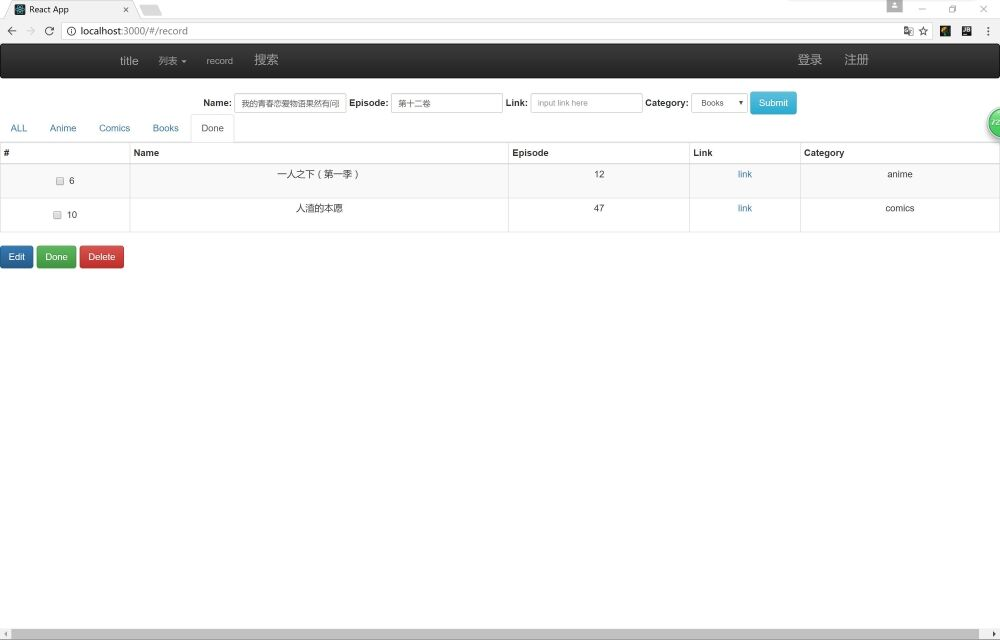 React App
localhost:3000/#/record
title 列表 record 搜索 登录 注册
Name: 我的青春恋爱物语果然有问 Episode: 第十二卷 Link: input link here Category: Books Submit
ALL Anime Comics Books Done
# Name Episode Link Category
6 一人之下（第一季） 12 link anime
10 人渣的本愿 47 link comics
Edit Done Delete